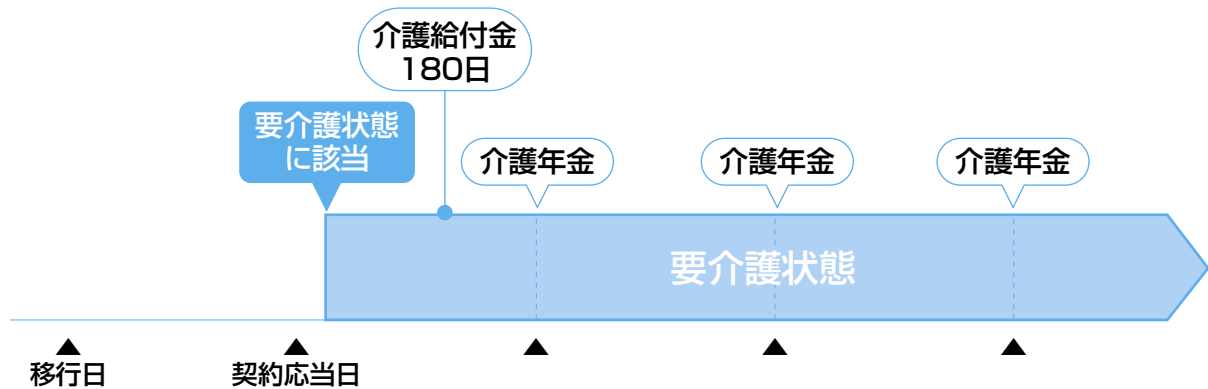 介護給付金
180日
要介護状態
に該当
介護年金
介護年金
介護年金
要介護状態
移行日
契約応当日